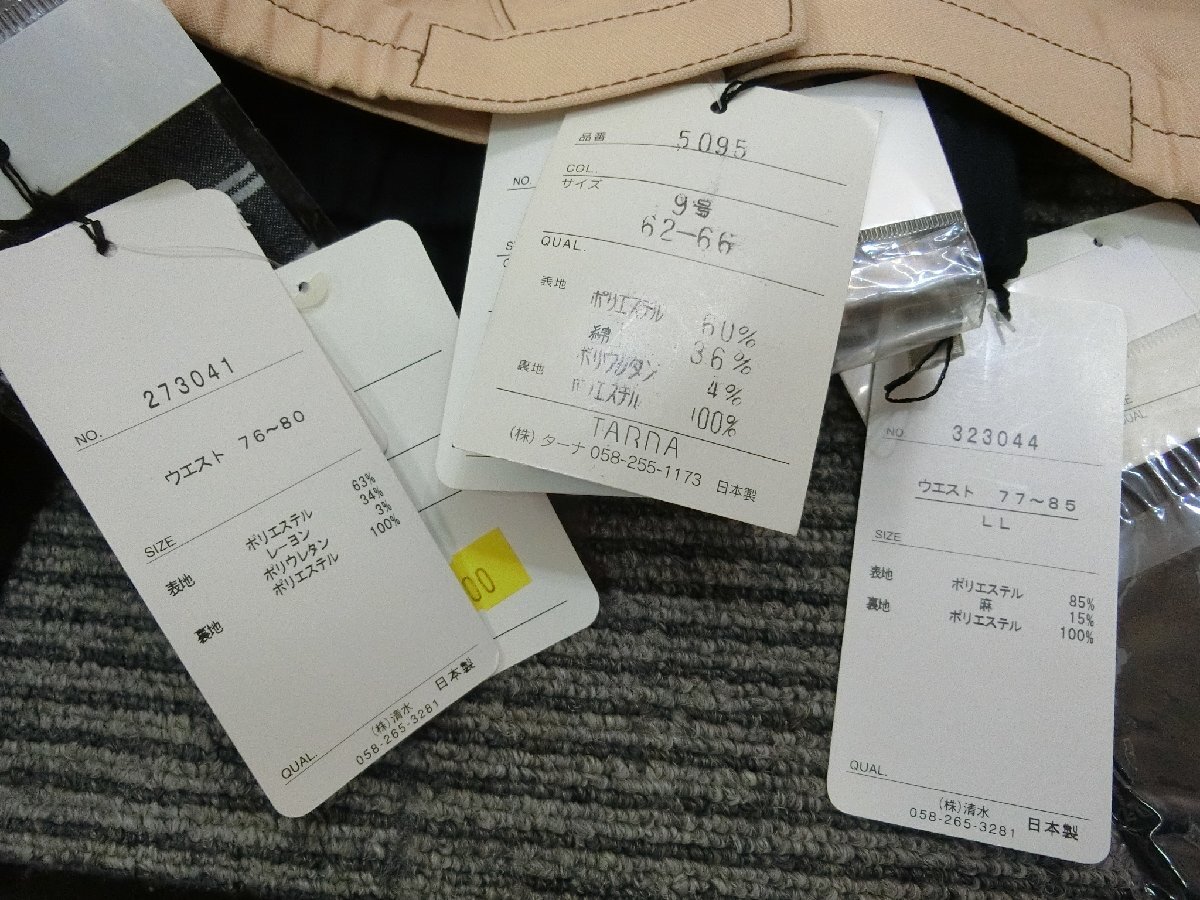 NO. 273041
ウエスト 76~80
SIZE
表地 ポリエステル 63%
レーヨン 34%
ポリウレタン 3%
裏地 ポリエステル 100%
QUAL.
(株)清水 日本製
058-265-3281
00
NO.
品番 5095
COL.
サイズ 9号
62-66
QUAL.
表地 ポリエステル 60%
綿 36%
ポリウレタン 4%
裏地 ポリエステル 100%
TARNA
(株) ターナ 058-255-1173 日本製
NO 323044
ウエスト 77~85
LL
SIZE
表地 ポリエステル 85%
麻 15%
裏地 ポリエステル 100%
QUAL.
(株)清水
058-265-3281 日本製